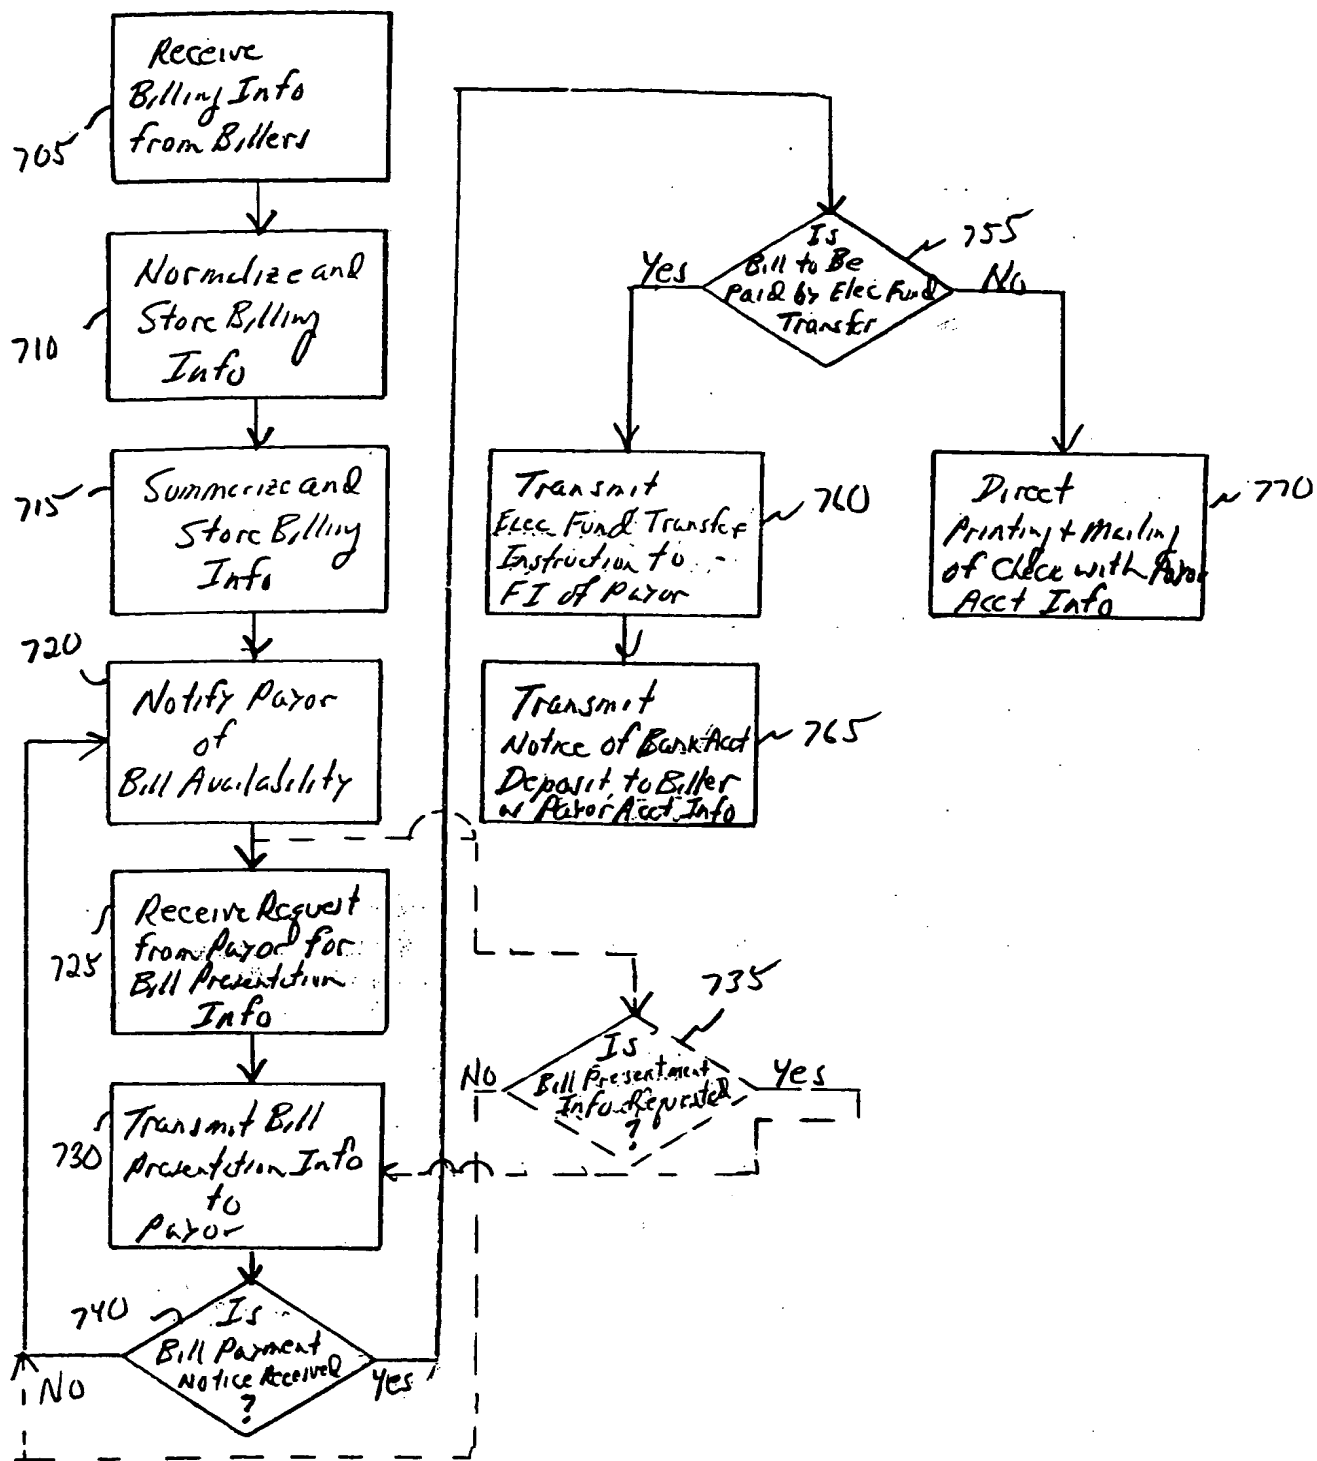 Receive
Billing Info
from Billers
705
Normalize and
Store Billing
Info
710
Summarize and
Store Billing
Info
715
720
Notify Payor
of
Bill Availability
Receive Request
from Payor for
Bill Presentation
Info
725
Transmit Bill
Presentation Info
to
Payor
730
740
Is
Bill Payment
Notice Received
?
No
Yes
Is
Bill to Be
Paid by Elec Fund
Transfer
755
Yes
No
Transmit
Elec Fund Transfer
Instruction to
FI of Payor
760
Direct
Printing + Mailing
of Check with Payor
Acct Info
770
Transmit
Notice of Bank Acct
Deposit to Biller
w Payor Acct Info
765
735
Is
Bill Presentment
Info Requested
?
No
Yes